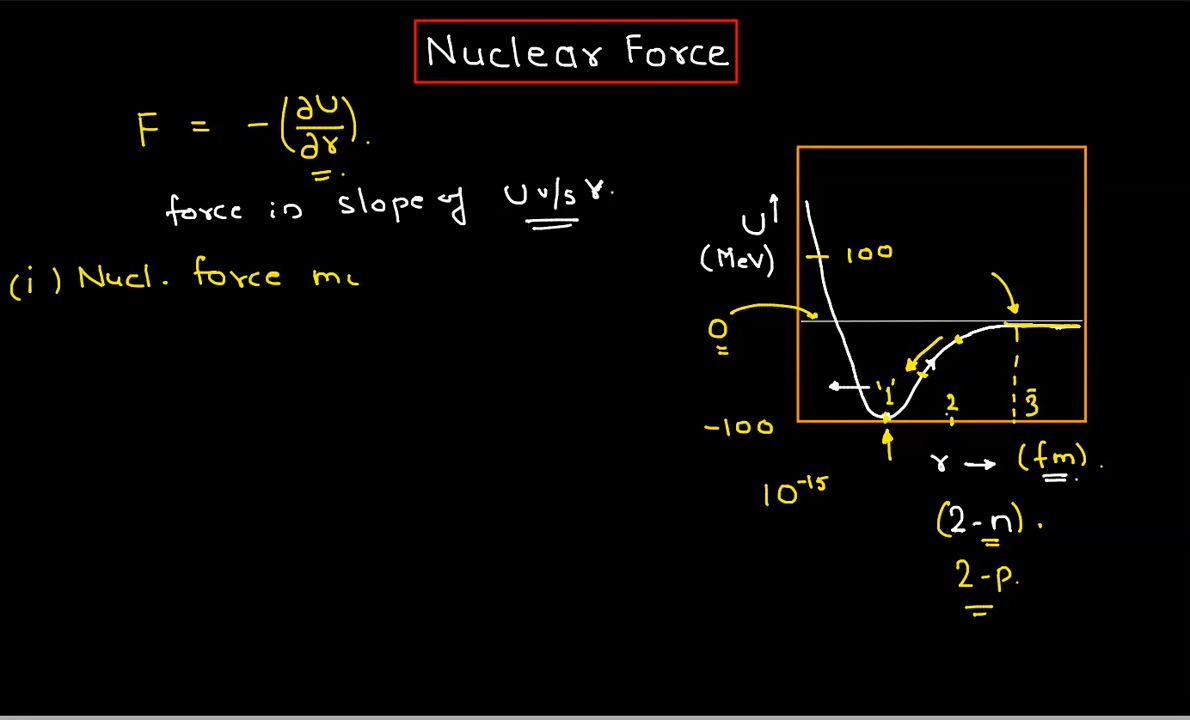 Nuclear Force
F = -(∂U/∂r).
force is slope of U v/s r.
(i) Nucl. force mo
U↑
(MeV)
100
0
-100
'1'
2
3
r → (fm).
10^-15
(2-n).
2-p.